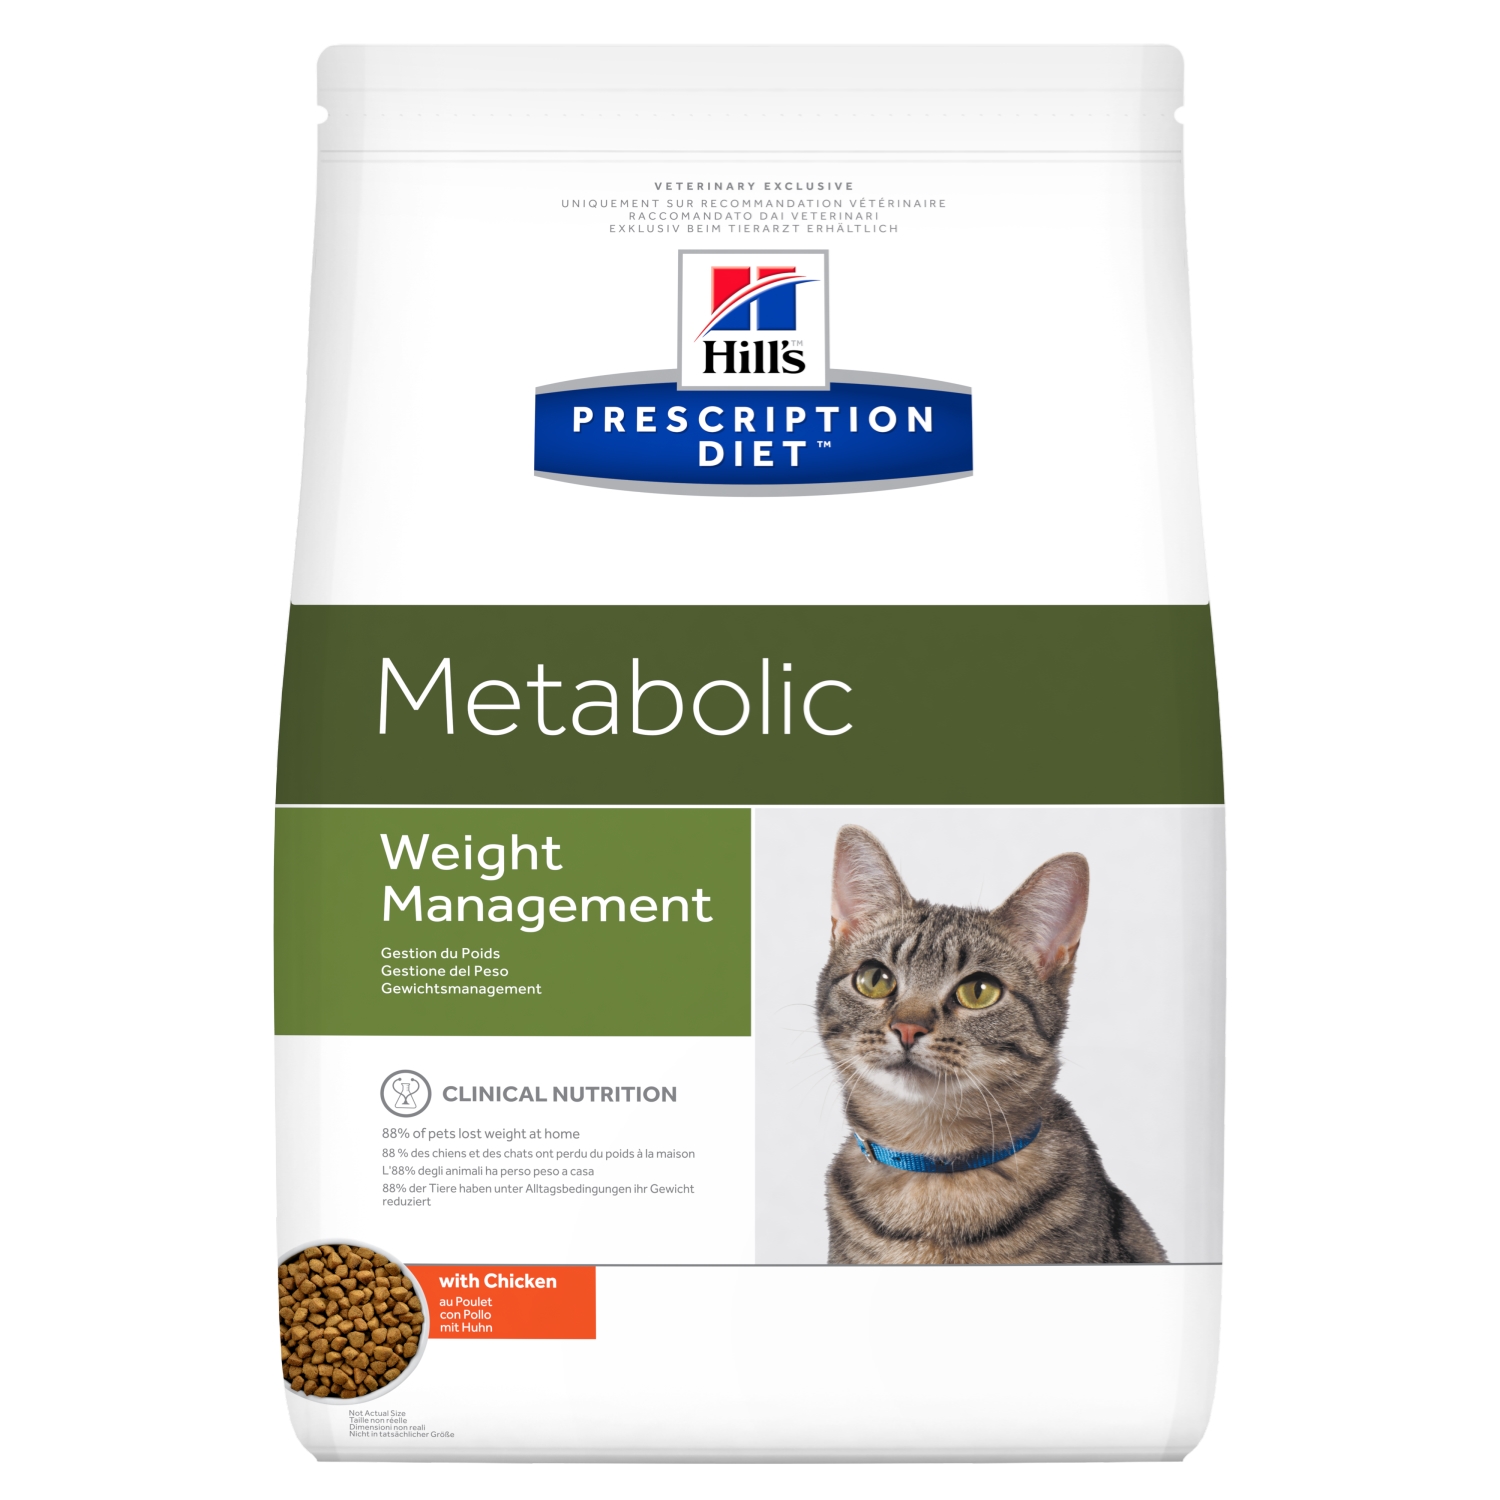 VETERINARY EXCLUSIVE
UNIQUEMENT SUR RECOMMANDATION VÉTÉRINAIRE
RACCOMANDATO DAI VETERINARI
EXKLUSIV BEIM TIERARZT ERHÄLTLICH
Hill's™
PRESCRIPTION
DIET™
Metabolic
Weight
Management
Gestion du Poids
Gestione del Peso
Gewichtsmanagement
CLINICAL NUTRITION
88% of pets lost weight at home
88 % des chiens et des chats ont perdu du poids à la maison
L'88% degli animali ha perso peso a casa
88% der Tiere haben unter Alltagsbedingungen ihr Gewicht
reduziert
with Chicken
au Poulet
con Pollo
mit Huhn
Not Actual Size
Taille non réelle
Dimensioni non reali
Nicht in tatsächlicher Größe